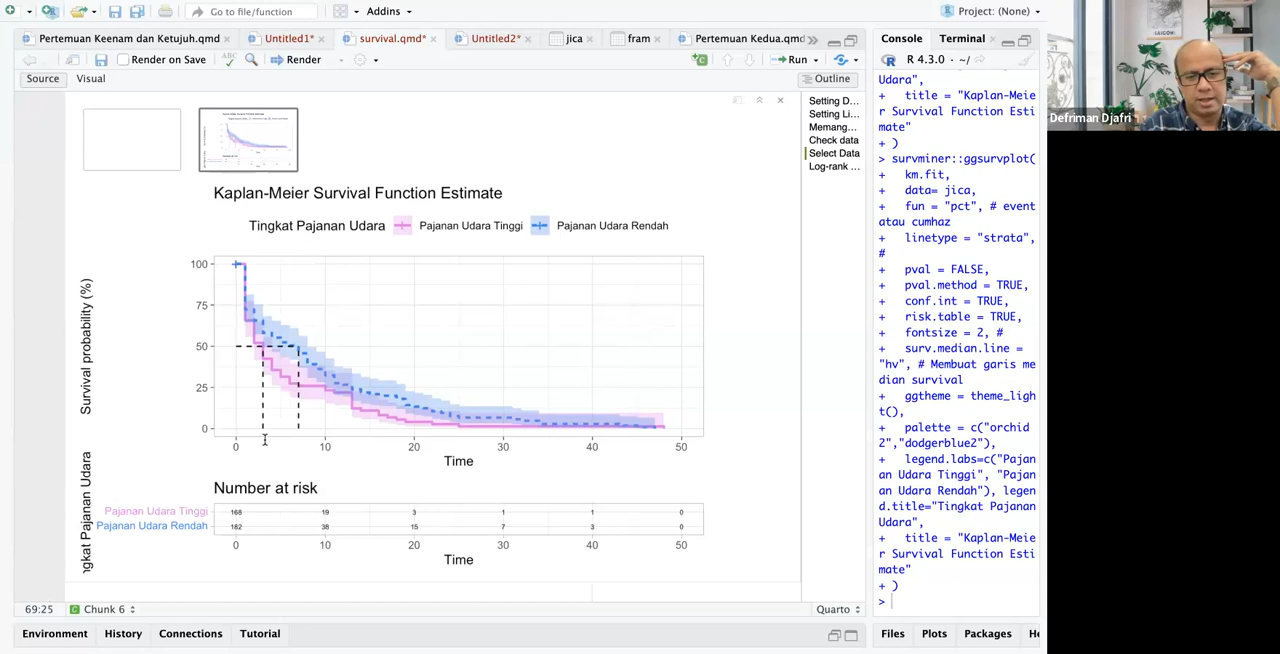 Go to file/function
Addins
Project: (None)
Pertemuan Keenam dan Ketujuh.qmd ×
Untitled1* ×
survival.qmd* ×
Untitled2* ×
jica ×
fram ×
Pertemuan Kedua.qmd
Render on Save
ABC
Render
Run
Source
Visual
Outline
Setting D...
Setting Li...
Memang...
Check data
Select Data
Log-rank ...
Kaplan-Meier Survival Function Estimate
Tingkat Pajanan Udara
Pajanan Udara Tinggi
Pajanan Udara Rendah
Survival probability (%)
100
75
50
25
0
0 10 20 30 40 50
Time
Number at risk
ngkat Pajanan Udara
Pajanan Udara Tinggi 168 19 3 1 1 0
Pajanan Udara Rendah 182 38 15 7 3 0
0 10 20 30 40 50
Time
69:25
Chunk 6
Quarto
Environment
History
Connections
Tutorial
Console
Terminal ×
R 4.3.0 · ~/
Udara",
+ title = "Kaplan-Meie
r Survival Function Esti
mate"
+ )
> survminer::ggsurvplot(
+ km.fit,
+ data= jica,
+ fun = "pct", # event
atau cumhaz
+ linetype = "strata",
#
+ pval = FALSE,
+ pval.method = TRUE,
+ conf.int = TRUE,
+ risk.table = TRUE,
+ fontsize = 2, #
+ surv.median.line =
"hv", # Membuat garis me
dian survival
+ ggtheme = theme_ligh
t(),
+ palette = c("orchid
2","dodgerblue2"),
+ legend.labs=c("Pajan
an Udara Tinggi", "Pajan
an Udara Rendah"), legen
d.title="Tingkat Pajanan
Udara",
+ title = "Kaplan-Meie
r Survival Function Esti
mate"
+ )
>
Files
Plots
Packages
He
Defriman Djafri